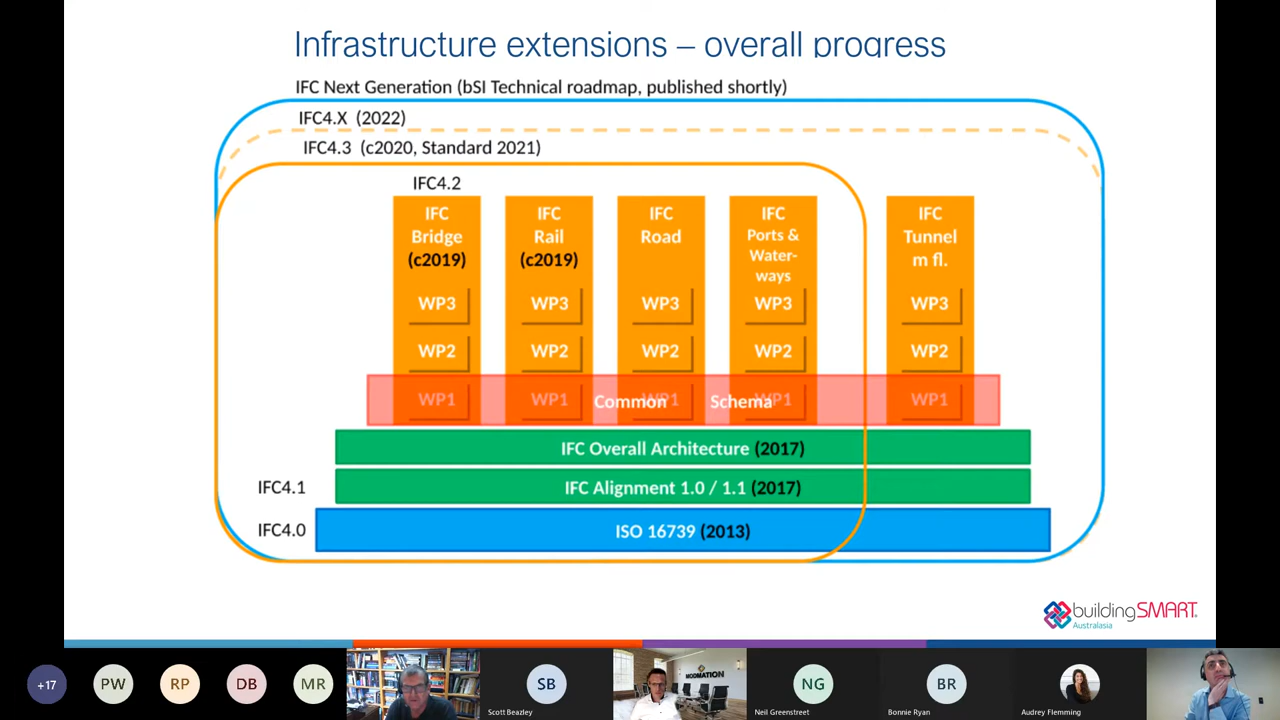 Infrastructure extensions – overall progress
IFC Next Generation (bSI Technical roadmap, published shortly)
IFC4.X (2022)
IFC4.3 (c2020, Standard 2021)
IFC4.2
IFC
Bridge
(c2019)
WP3
WP2
WP1
IFC
Rail
(c2019)
WP3
WP2
WP1
IFC
Road
WP3
WP2
WP1
IFC
Ports &
Water-
ways
WP3
WP2
WP1
IFC
Tunnel
m fl.
WP3
WP2
WP1
Common Schema
IFC Overall Architecture (2017)
IFC4.1
IFC Alignment 1.0 / 1.1 (2017)
IFC4.0
ISO 16739 (2013)
buildingSMART
Australasia
+17
PW
RP
DB
MR
SB
Scott Beazley
MODMATION
NG
Neil Greenstreet
BR
Bonnie Ryan
Audrey Flemming